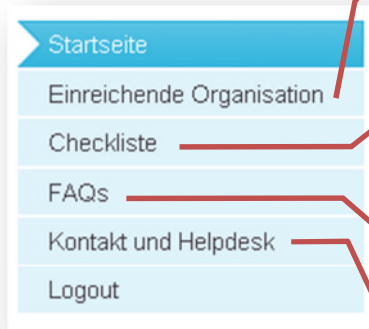 Startseite
Einreichende Organisation
Checkliste
FAQs
Kontakt und Helpdesk
Logout